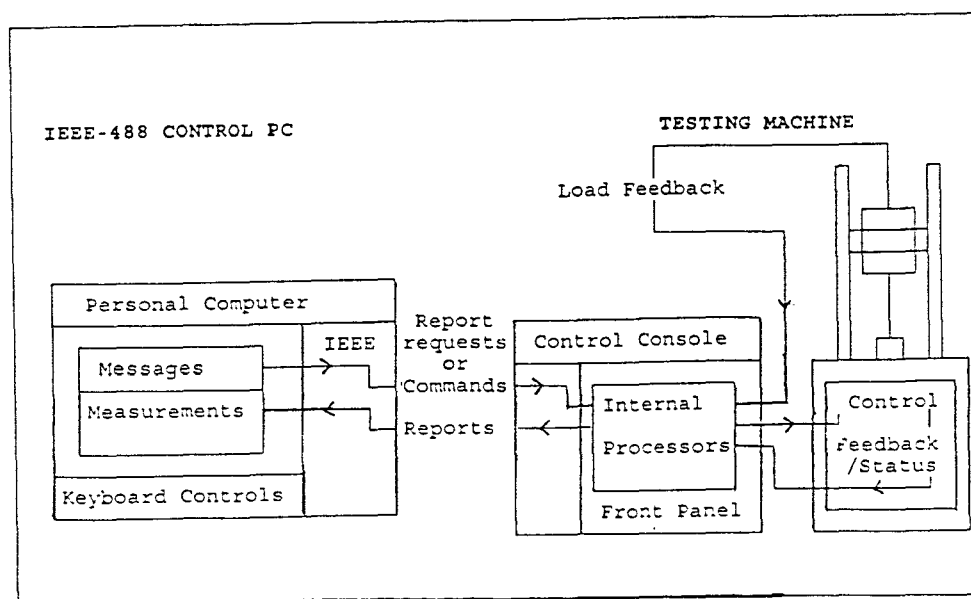 IEEE-488 CONTROL PC
TESTING MACHINE
Load Feedback
Personal Computer
IEEE
Messages
Measurements
Keyboard Controls
Report
requests
or
Commands
Reports
Control Console
Internal
Processors
Front Panel
Control
Feedback
/Status